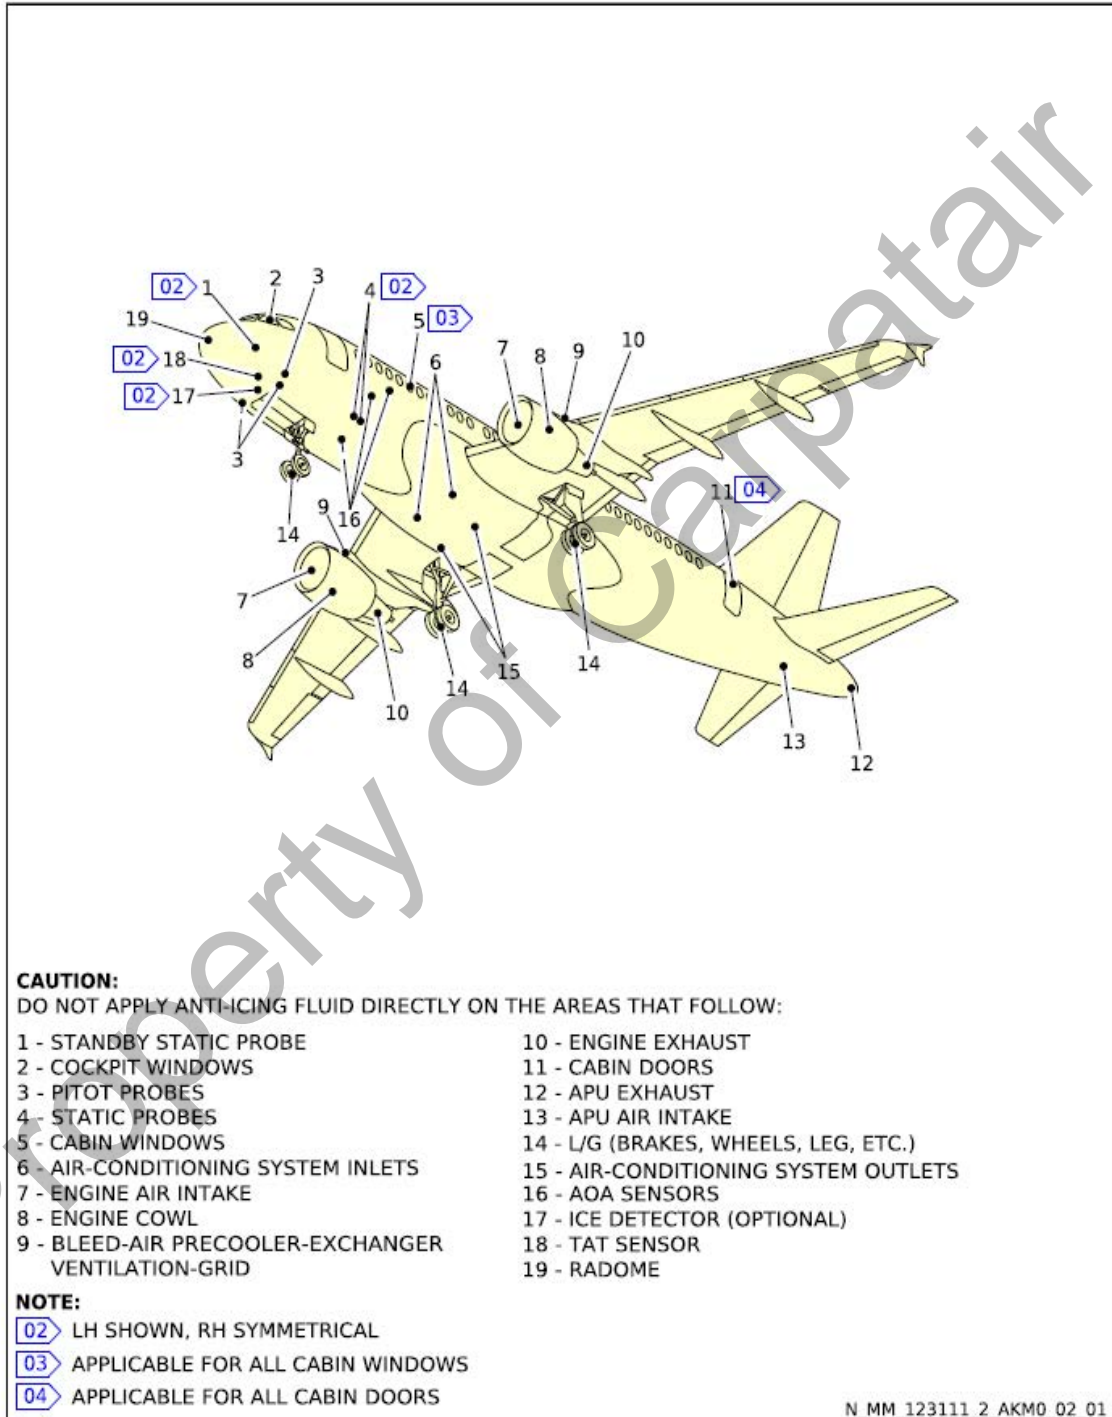 02 1 2 3 4 02
19 5 03
6 7 8 9 10
02 18
02 17
3
11 04
14 16 9
7
8 15 14
14
10 13
12
CAUTION:
DO NOT APPLY ANTI-ICING FLUID DIRECTLY ON THE AREAS THAT FOLLOW:
1 - STANDBY STATIC PROBE
2 - COCKPIT WINDOWS
3 - PITOT PROBES
4 - STATIC PROBES
5 - CABIN WINDOWS
6 - AIR-CONDITIONING SYSTEM INLETS
7 - ENGINE AIR INTAKE
8 - ENGINE COWL
9 - BLEED-AIR PRECOOLER-EXCHANGER
VENTILATION-GRID
10 - ENGINE EXHAUST
11 - CABIN DOORS
12 - APU EXHAUST
13 - APU AIR INTAKE
14 - L/G (BRAKES, WHEELS, LEG, ETC.)
15 - AIR-CONDITIONING SYSTEM OUTLETS
16 - AOA SENSORS
17 - ICE DETECTOR (OPTIONAL)
18 - TAT SENSOR
19 - RADOME
NOTE:
02 LH SHOWN, RH SYMMETRICAL
03 APPLICABLE FOR ALL CABIN WINDOWS
04 APPLICABLE FOR ALL CABIN DOORS
N_MM_123111_2_AKM0_02_01
Property of Carpatair